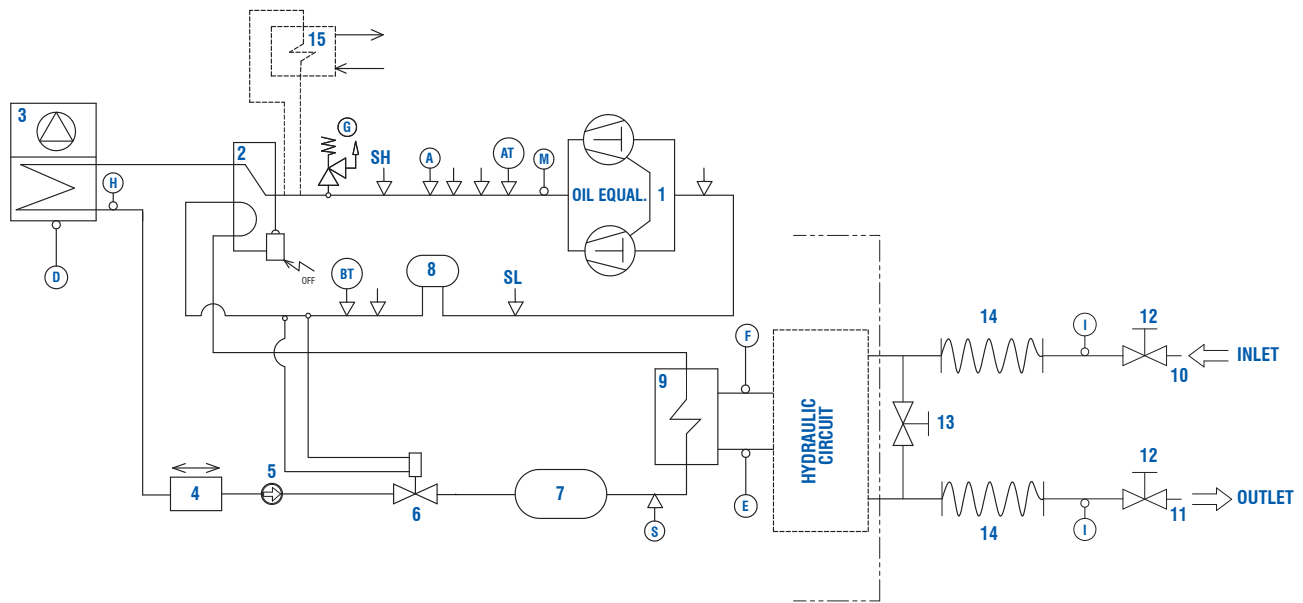 15
3
G
2
SH
A
AT
M
H
OIL EQUAL.
1
D
OFF
BT
8
SL
14
I
12
F
INLET
10
9
HYDRAULIC
CIRCUIT
13
5
4
6
7
S
E
12
OUTLET
11
I
14